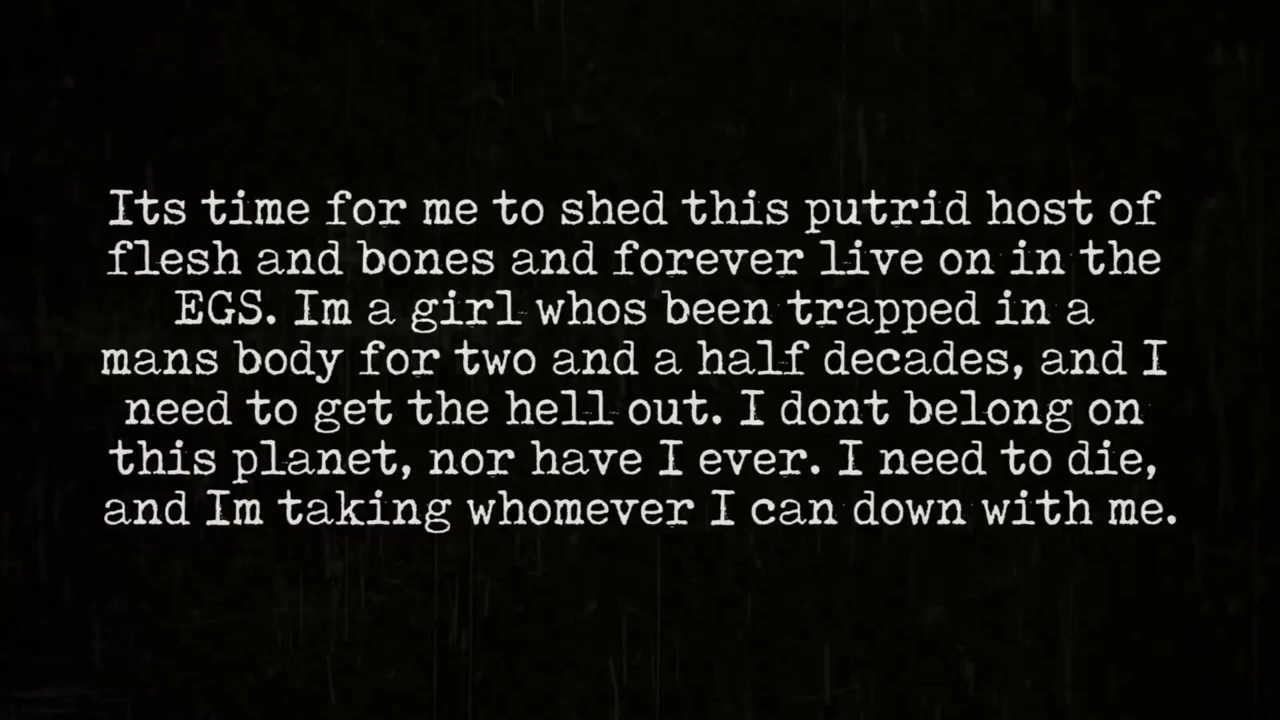 Its time for me to shed this putrid host of
flesh and bones and forever live on in the
EGS. Im a girl whos been trapped in a
mans body for two and a half decades, and I
need to get the hell out. I dont belong on
this planet, nor have I ever. I need to die,
and Im taking whomever I can down with me.